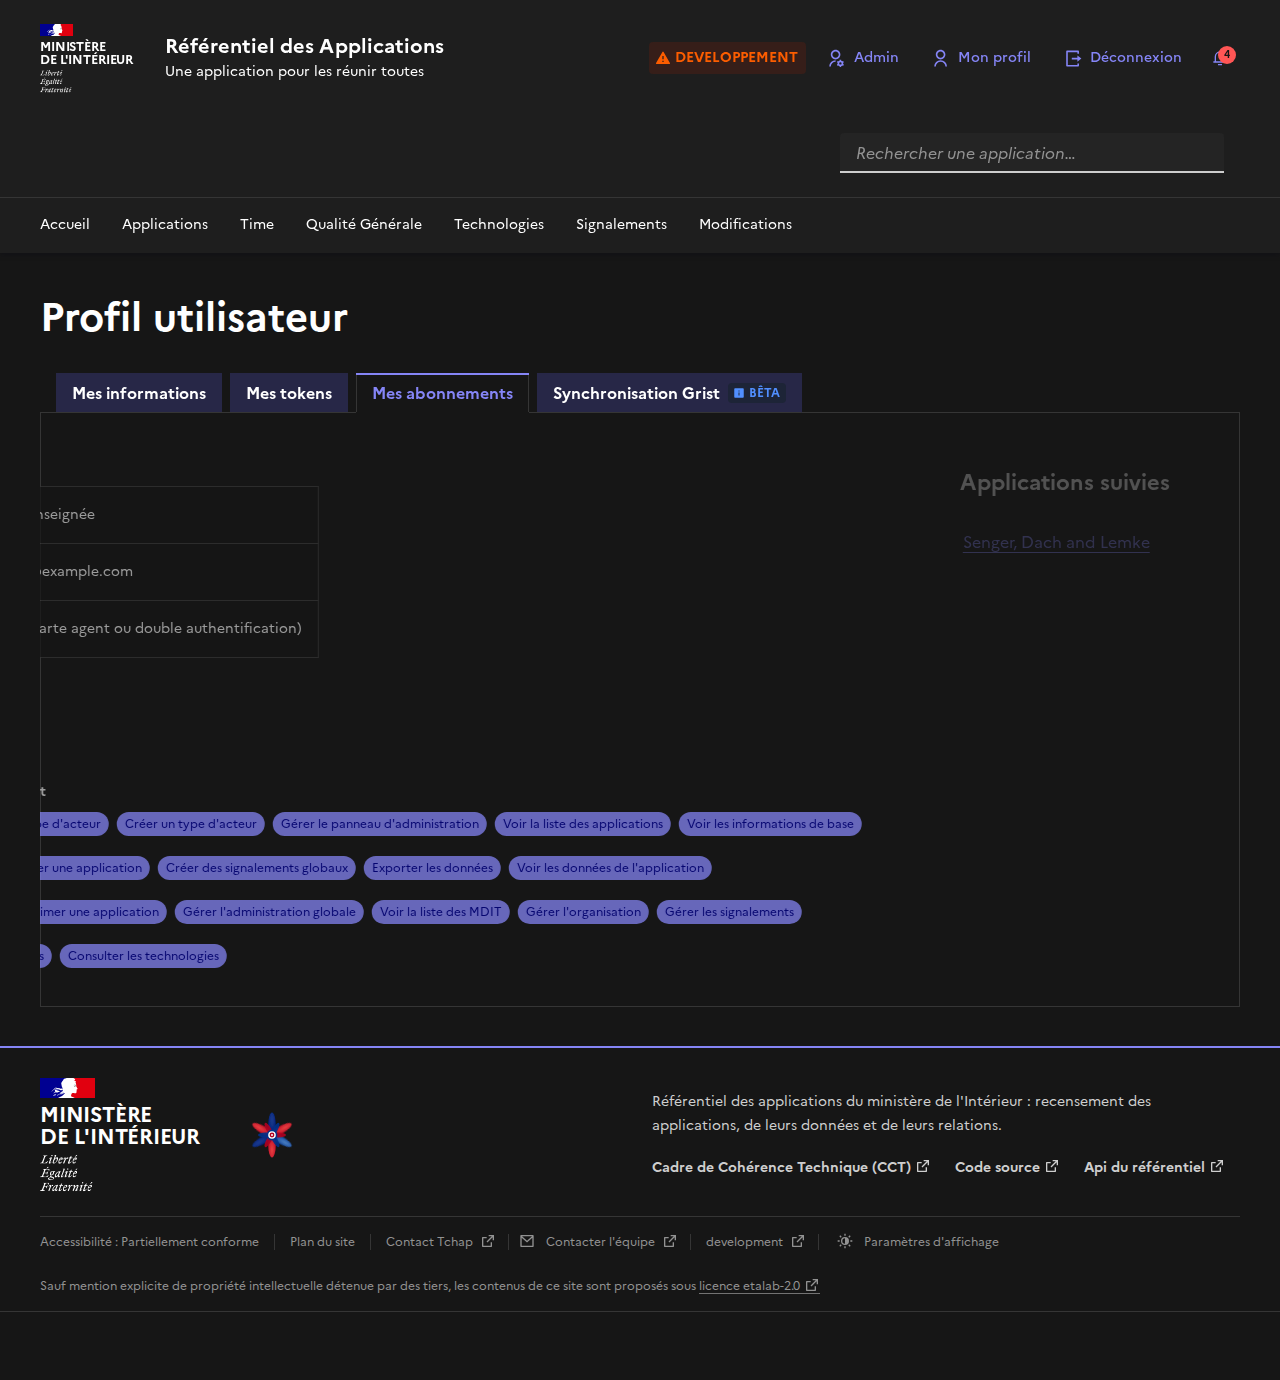 MINISTÈRE
DE L'INTÉRIEUR
Liberté
Égalité
Fraternité
Référentiel des Applications
Une application pour les réunir toutes
DEVELOPPEMENT
Admin
Mon profil
Déconnexion
4
Rechercher une application…
Accueil
Applications
Time
Qualité Générale
Technologies
Signalements
Modifications
Profil utilisateur
Mes informations
Mes tokens
Mes abonnements
Synchronisation Grist
BÊTA
Applications suivies
nseignée
Senger, Dach and Lemke
example.com
arte agent ou double authentification)
t
e d'acteur
Créer un type d'acteur
Gérer le panneau d'administration
Voir la liste des applications
Voir les informations de base
er une application
Créer des signalements globaux
Exporter les données
Voir les données de l'application
imer une application
Gérer l'administration globale
Voir la liste des MDIT
Gérer l'organisation
Gérer les signalements
s
Consulter les technologies
MINISTÈRE
DE L'INTÉRIEUR
Liberté
Égalité
Fraternité
Référentiel des applications du ministère de l'Intérieur : recensement des
applications, de leurs données et de leurs relations.
Cadre de Cohérence Technique (CCT)
Code source
Api du référentiel
Accessibilité : Partiellement conforme
Plan du site
Contact Tchap
Contacter l'équipe
development
Paramètres d'affichage
Sauf mention explicite de propriété intellectuelle détenue par des tiers, les contenus de ce site sont proposés sous licence etalab-2.0